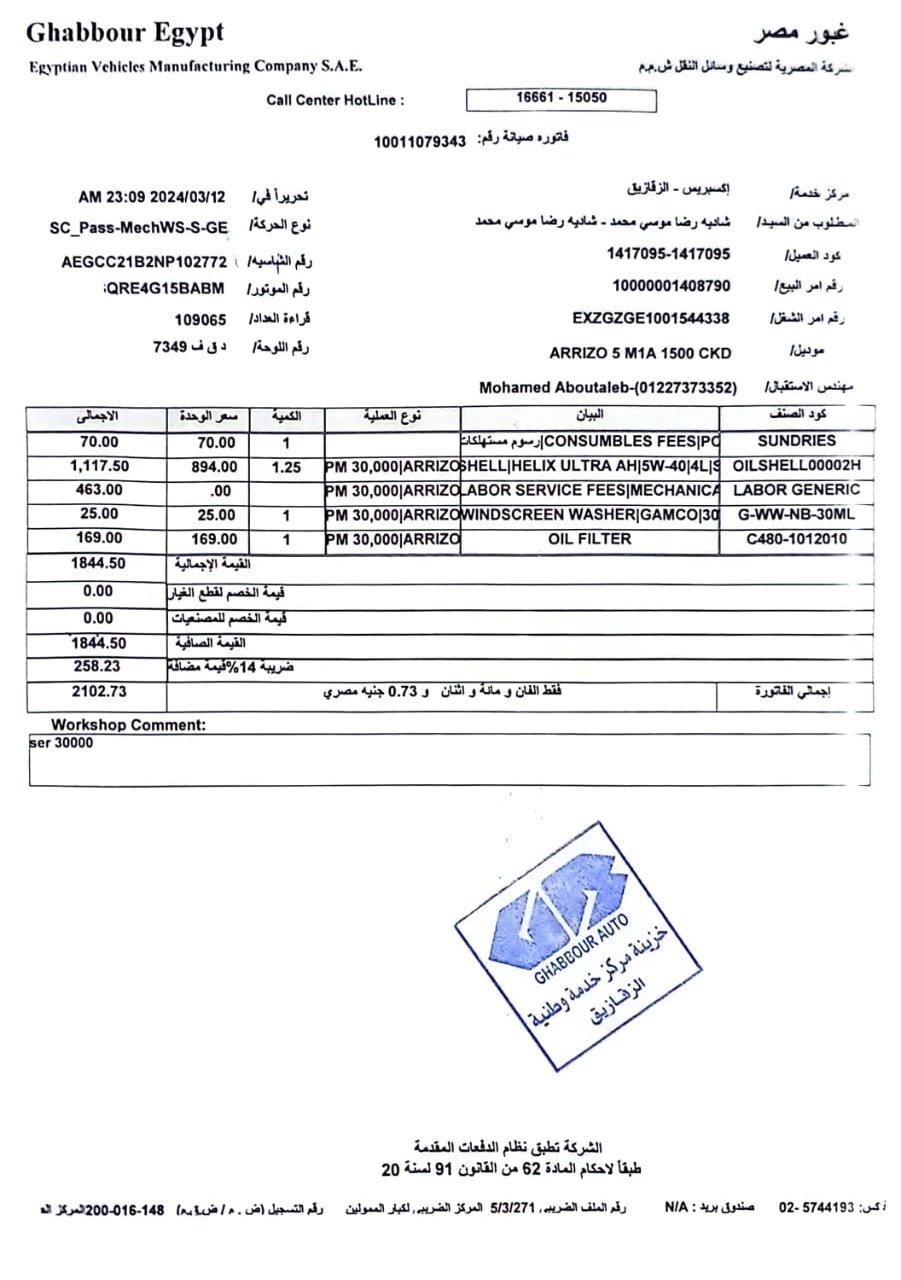 Ghabbour Egypt
غبور مصر
Egyptian Vehicles Manufacturing Company S.A.E.
الشركة المصرية لتصنيع وسائل النقل ش.م.م
Call Center HotLine :
16661 - 15050
فاتوره صيانة رقم: 10011079343
مركز خدمة/ إكسبريس - الزقازيق
تحريرا في/ 2024/03/12 23:09 AM
المطلوب من السيد/ شاديه رضا موسي محمد - شاديه رضا موسي محمد
نوع الحركة/ SC_Pass-MechWS-S-GE
كود العميل/ 1417095-1417095
رقم الشاسيه/ AEGCC21B2NP102772
رقم امر البيع/ 10000001408790
رقم الموتور/ QRE4G15BABM
رقم امر الشغل/ EXZGZGE1001544338
قراءة العداد/ 109065
موديل/ ARRIZO 5 M1A 1500 CKD
رقم اللوحة/ د ق ف 7349
مهندس الاستقبال/ Mohamed Aboutaleb-(01227373352)
كود الصنف البيان نوع العملية الكمية سعر الوحدة الاجمالى
SUNDRIES رسوم مستهلكات|CONSUMBLES FEES|PC 1 70.00 70.00
OILSHELL00002H SHELL|HELIX ULTRA AH|5W-40|4L|S PM 30,000|ARRIZO 1.25 894.00 1,117.50
LABOR GENERIC LABOR SERVICE FEES|MECHANICA PM 30,000|ARRIZO .00 463.00
G-WW-NB-30ML WINDSCREEN WASHER|GAMCO|30 PM 30,000|ARRIZO 1 25.00 25.00
C480-1012010 OIL FILTER PM 30,000|ARRIZO 1 169.00 169.00
القيمة الإجمالية 1844.50
قيمة الخصم لقطع الغيار 0.00
قيمة الخصم للمصنعيات 0.00
القيمة الصافية 1844.50
ضريبة 14%قيمة مضافة 258.23
إجمالي الفاتورة فقط الفان و مائة و اثنان و 0.73 جنيه مصري 2102.73
Workshop Comment:
ser 30000
GHABBOUR AUTO
خزينة مركز خدمة وطنية
الزقازيق
الشركة تطبق نظام الدفعات المقدمة
طبقاً لاحكام المادة 62 من القانون 91 لسنة 20
فاكس: 02- 5744193 صندوق بريد : N/A رقم الملف الضريبي 5/3/271 المركز الضريبي لكبار الممولين رقم التسجيل 200-016-148 المركز